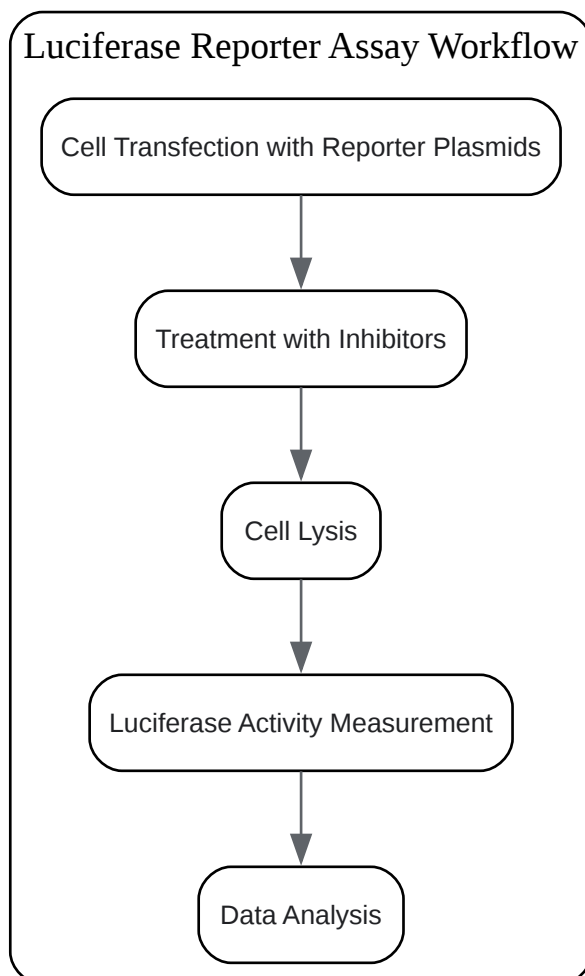 Luciferase Reporter Assay Workflow
Cell Transfection with Reporter Plasmids
Treatment with Inhibitors
Cell Lysis
Luciferase Activity Measurement
Data Analysis